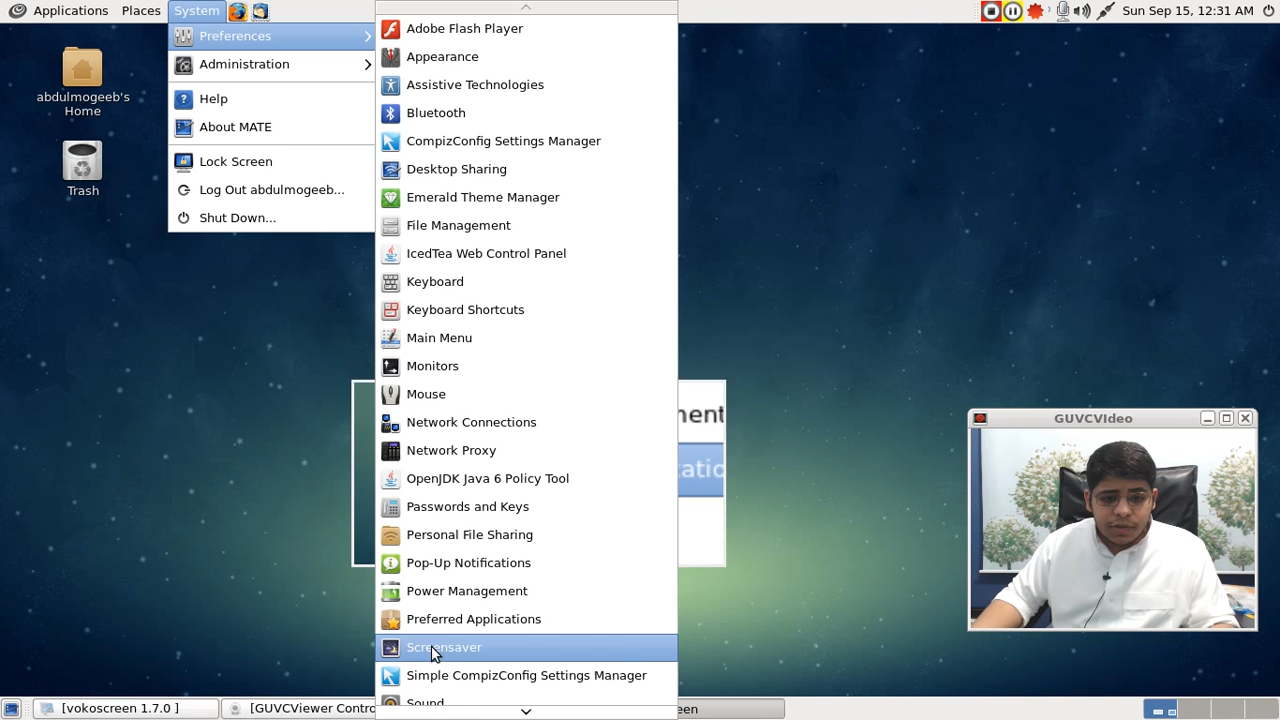 Applications Places System
Sun Sep 15, 12:31 AM
abdulmogeeb's
Home
Trash
Preferences
Administration
Help
About MATE
Lock Screen
Log Out abdulmogeeb...
Shut Down...
Adobe Flash Player
Appearance
Assistive Technologies
Bluetooth
CompizConfig Settings Manager
Desktop Sharing
Emerald Theme Manager
File Management
IcedTea Web Control Panel
Keyboard
Keyboard Shortcuts
Main Menu
Monitors
Mouse
Network Connections
Network Proxy
OpenJDK Java 6 Policy Tool
Passwords and Keys
Personal File Sharing
Pop-Up Notifications
Power Management
Preferred Applications
Screensaver
Simple CompizConfig Settings Manager
Sound
GUVCVIdeo
[vokoscreen 1.7.0 ]
[GUVCViewer Contro